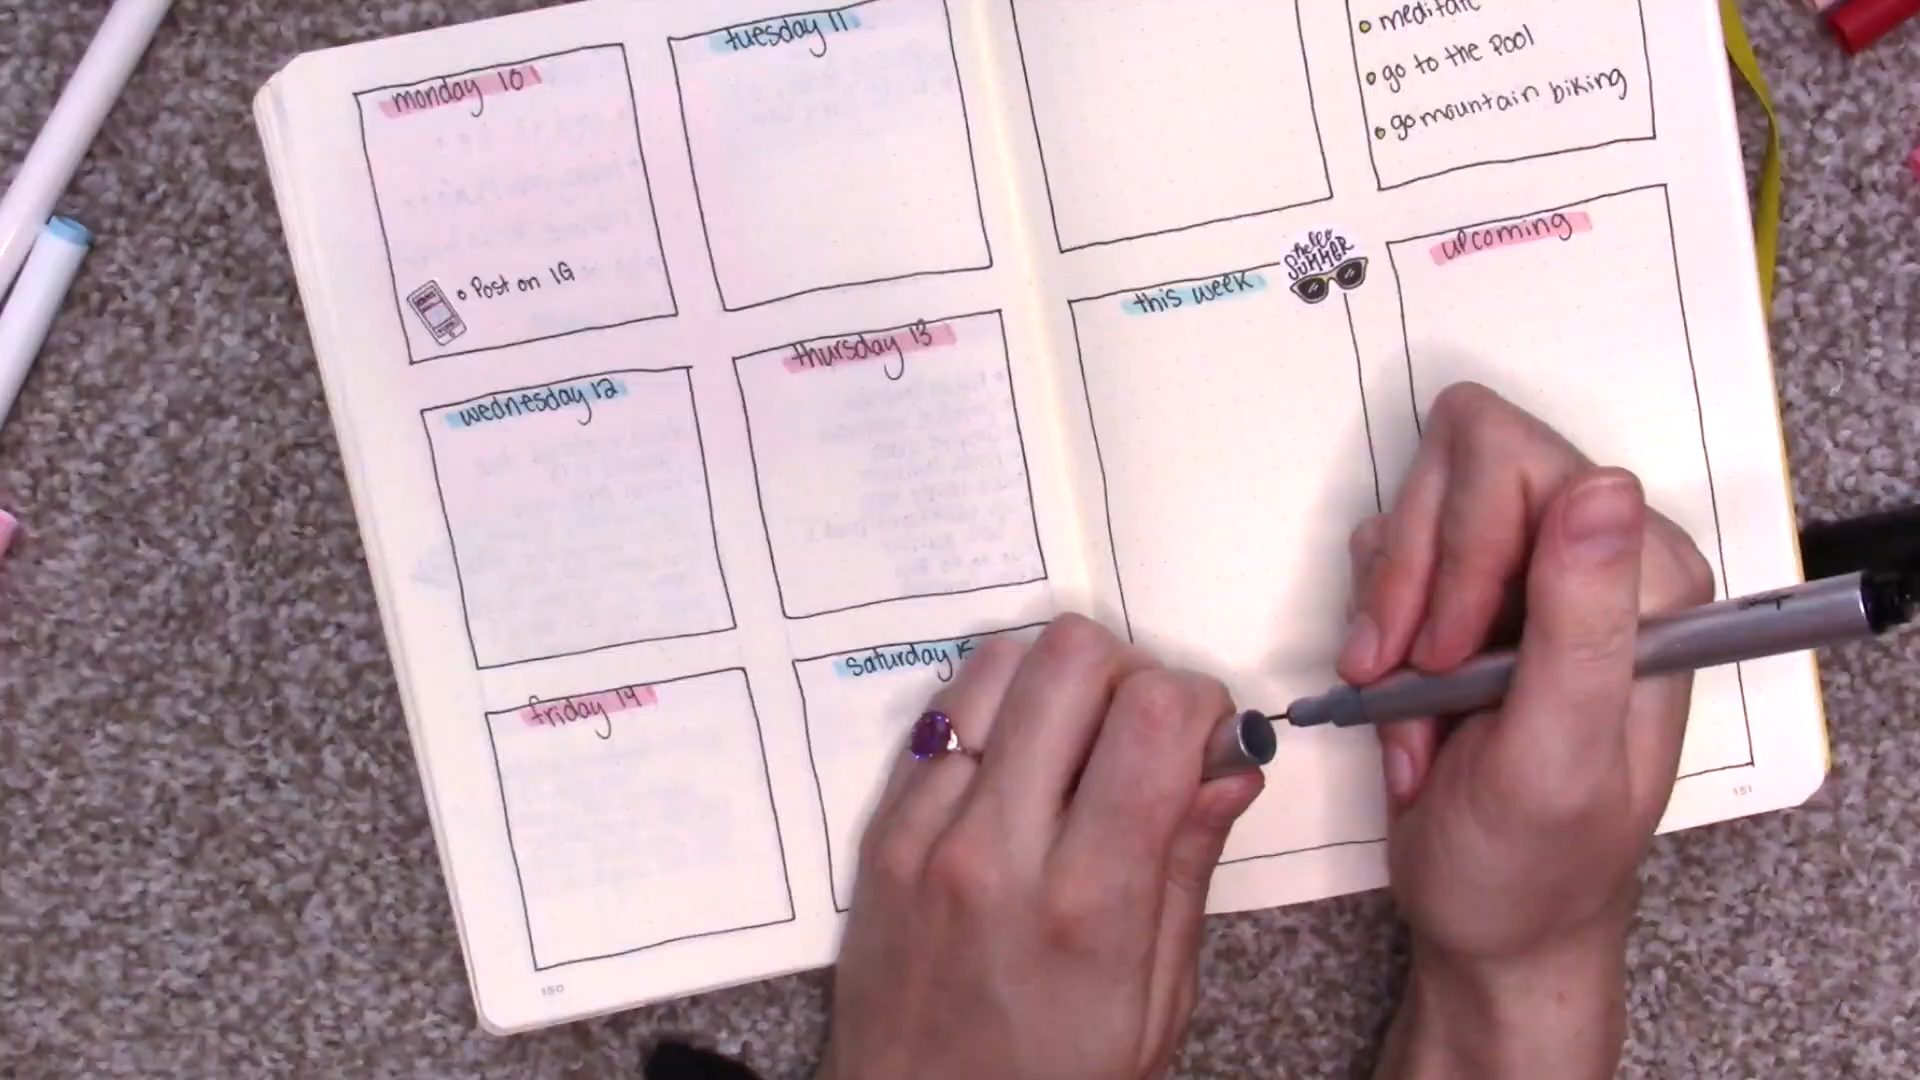 monday 10
Post on IG
tuesday 11
wednesday 12
thursday 13
friday 14
saturday 15
meditate
go to the pool
go mountain biking
this week
Hello
SUMMER
upcoming
150
151